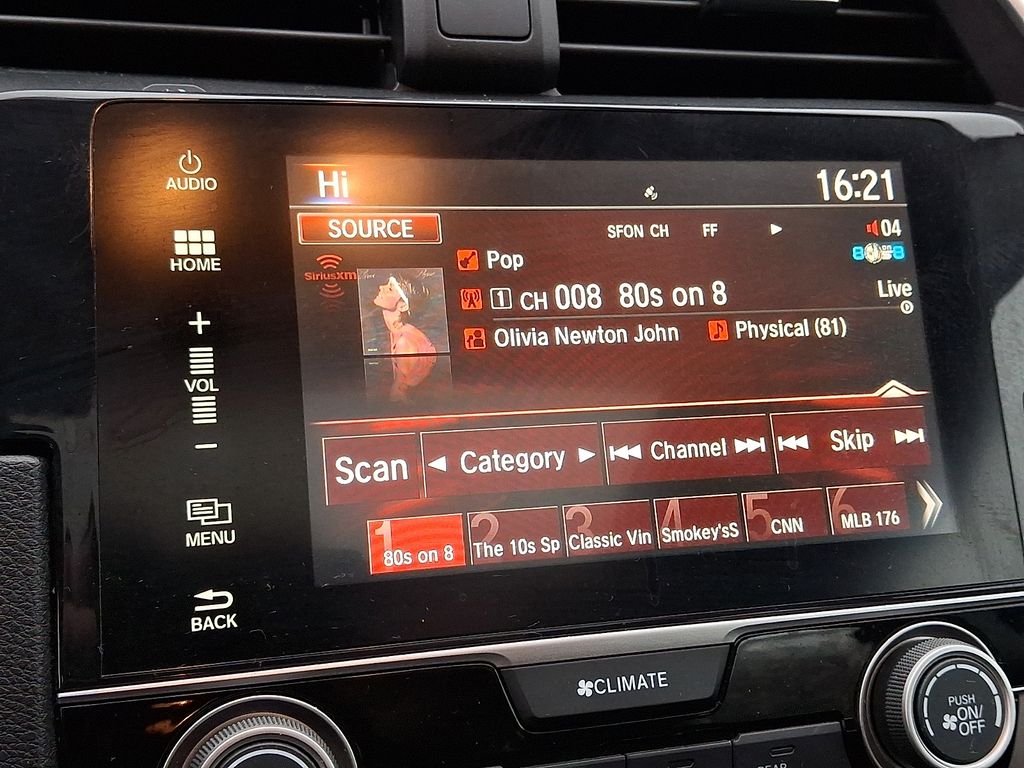 AUDIO
HOME
+
VOL
−
MENU
BACK
Hi
16:21
SOURCE
SFON CH FF
04
SiriusXM
Pop
1 CH 008 80s on 8
Live
Olivia Newton John Physical (81)
Scan
Category
Channel
Skip
1 80s on 8
2 The 10s Sp
3 Classic Vin
4 Smokey'sS
5 CNN
6 MLB 176
CLIMATE
PUSH
ON/
OFF
REAR